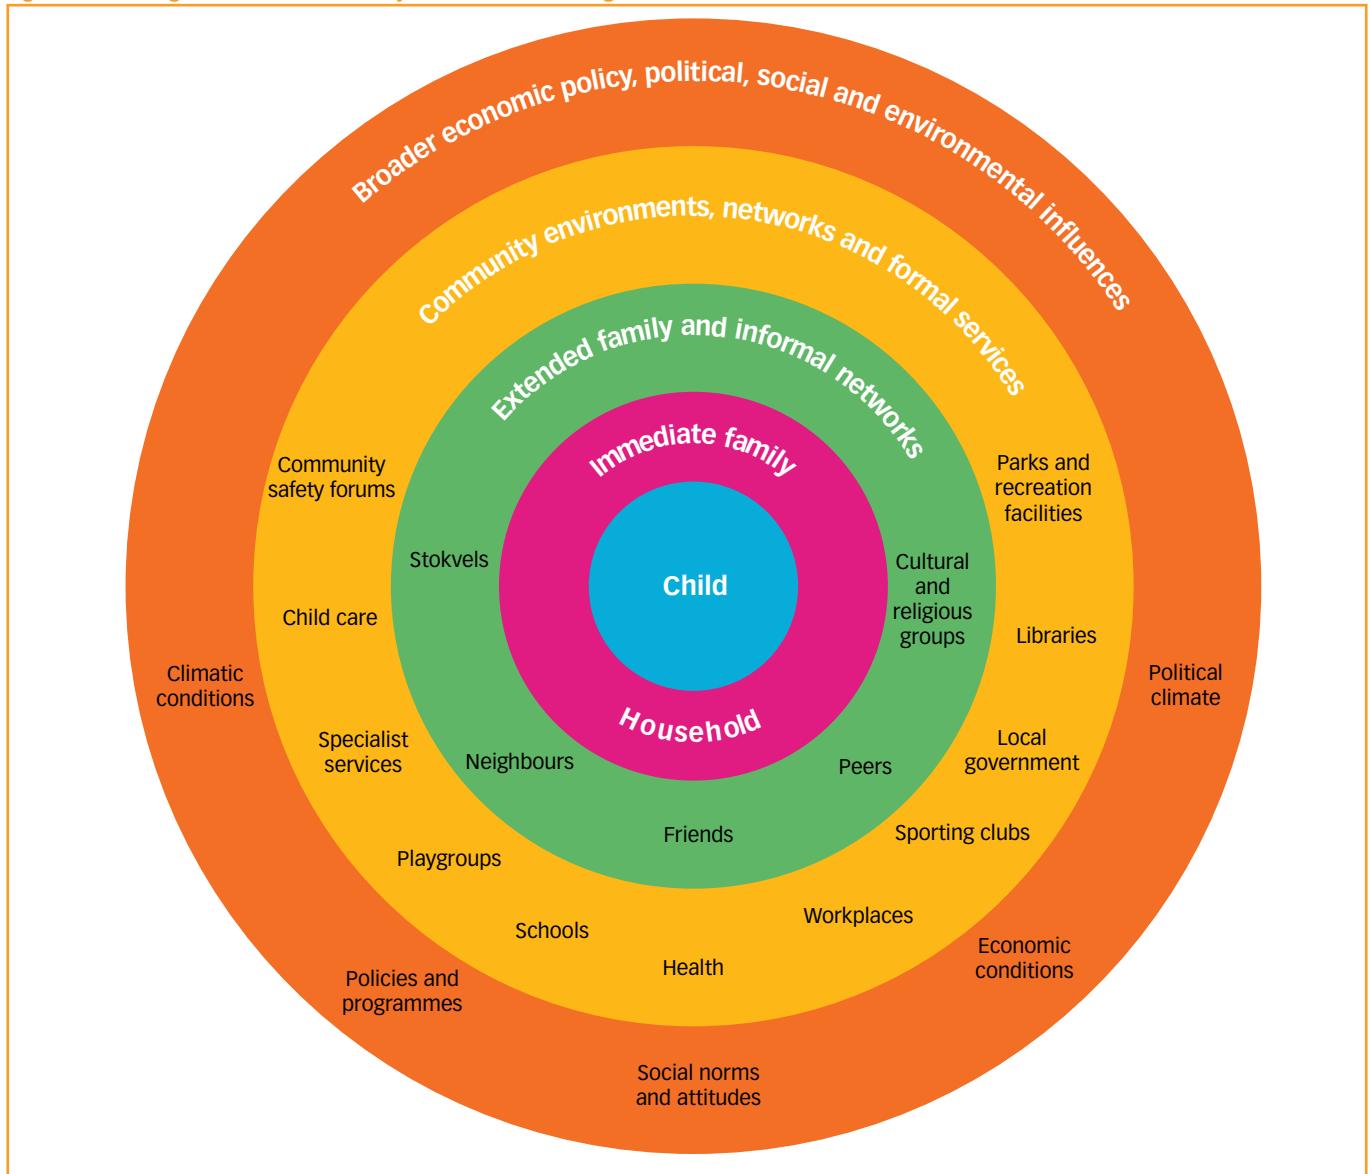 Broader economic policy, political, social and environmental influences
Community environments, networks and formal services
Extended family and informal networks
Immediate family
Child
Household
Community
safety forums
Parks and
recreation
facilities
Stokvels
Cultural
and
religious
groups
Child care
Libraries
Climatic
conditions
Political
climate
Specialist
services
Neighbours
Peers
Local
government
Friends
Sporting clubs
Playgroups
Schools
Workplaces
Health
Policies and
programmes
Economic
conditions
Social norms
and attitudes